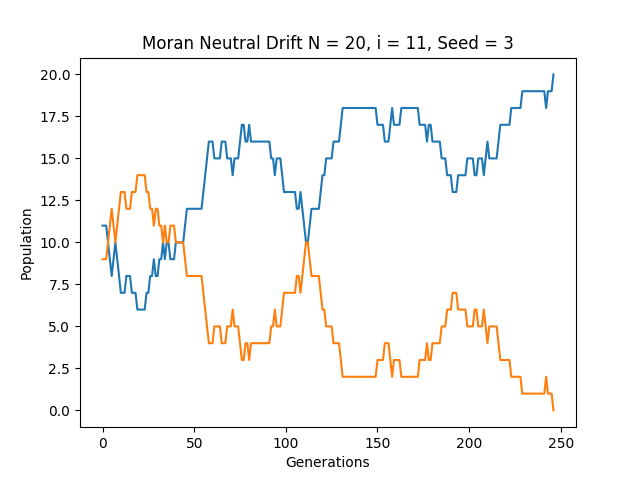 Moran Neutral Drift N = 20, i = 11, Seed = 3
20.0
17.5
15.0
12.5
10.0
7.5
5.0
2.5
0.0
Population
0 50 100 150 200 250
Generations